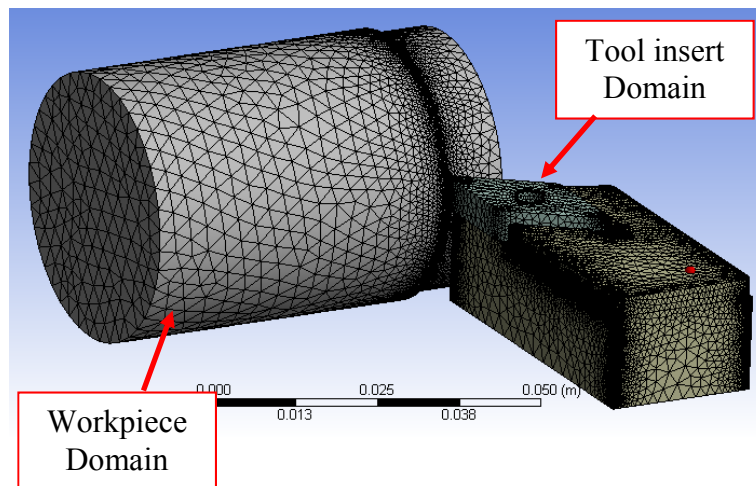 Tool insert
Domain
0.000
0.025
0.050 (m)
0.013
0.038
Workpiece
Domain